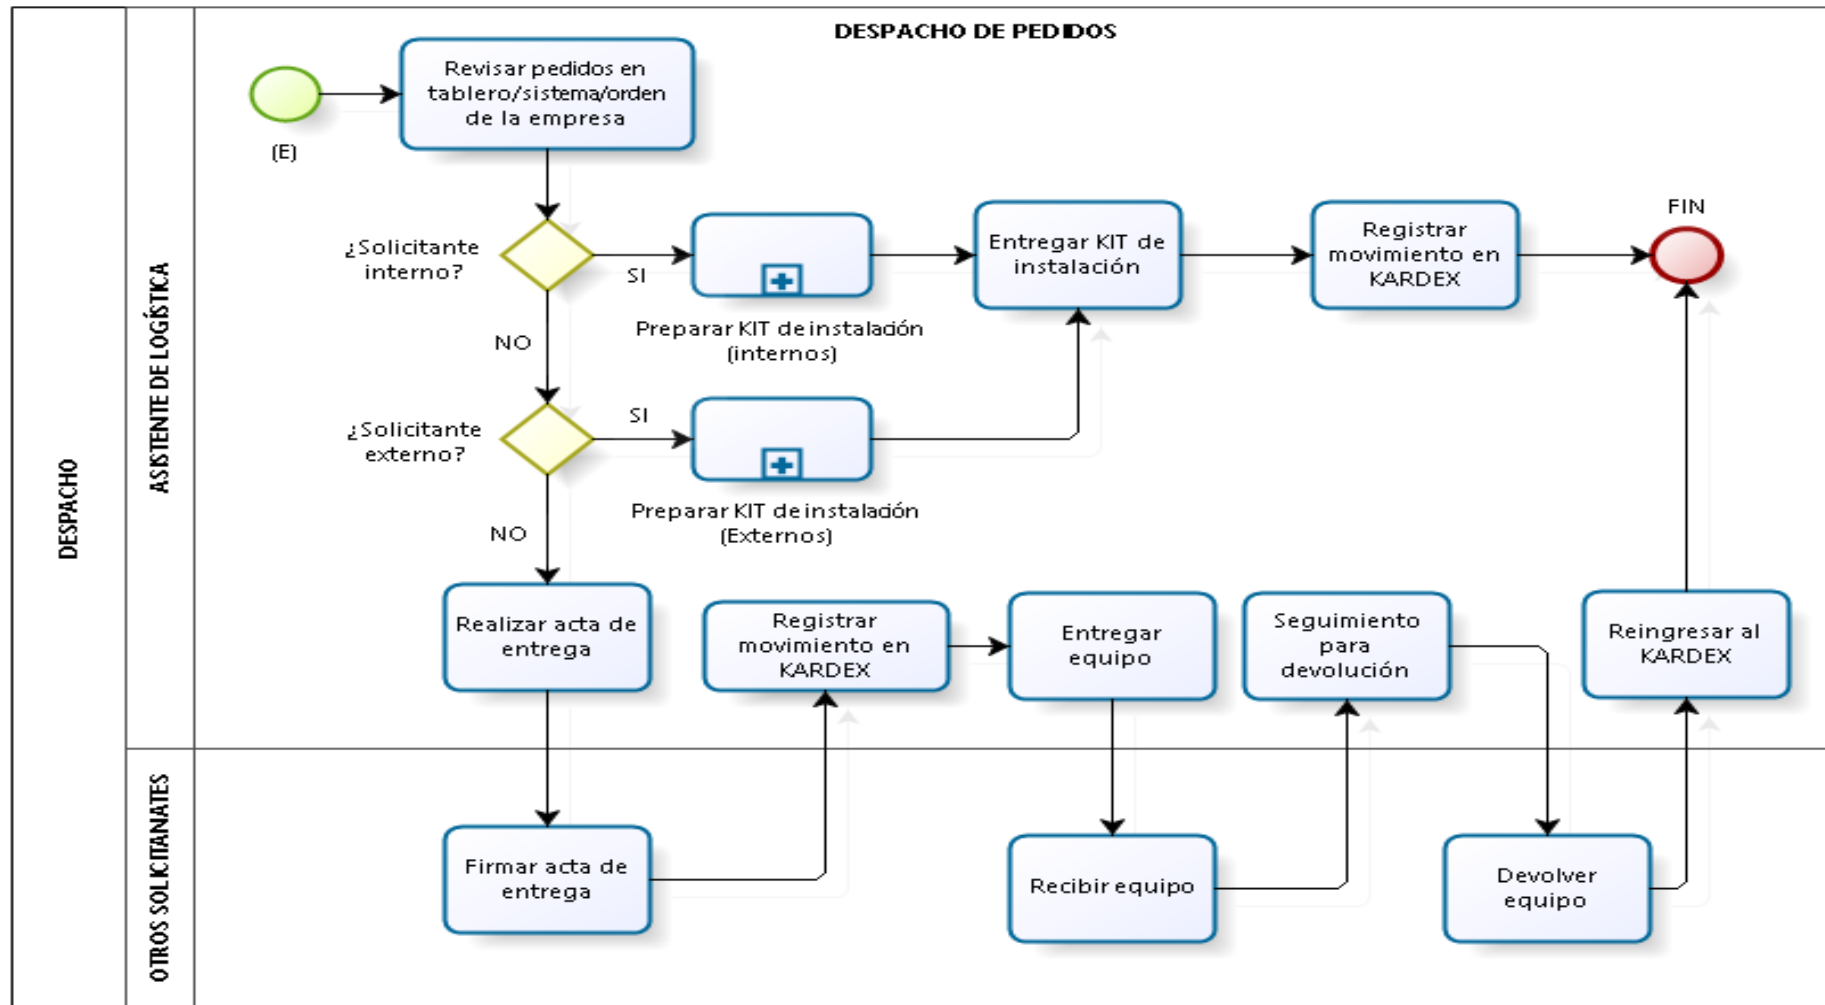 DESPACHO DE PEDIDOS
DESPACHO
ASISTENTE DE LOGÍSTICA
Revisar pedidos en
tablero/sistema/orden
de la empresa
(E)
¿Solicitante
interno?
SI
NO
Preparar KIT de instalación
(internos)
Entregar KIT de
instalación
Registrar
movimiento en
KARDEX
FIN
¿Solicitante
externo?
SI
NO
Preparar KIT de instalación
(Externos)
Realizar acta de
entrega
Registrar
movimiento en
KARDEX
Entregar
equipo
Seguimiento
para
devolución
Reingresar al
KARDEX
OTROS SOLICITANATES
Firmar acta de
entrega
Recibir equipo
Devolver
equipo